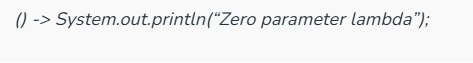 () -> System.out.println(“Zero parameter lambda”);